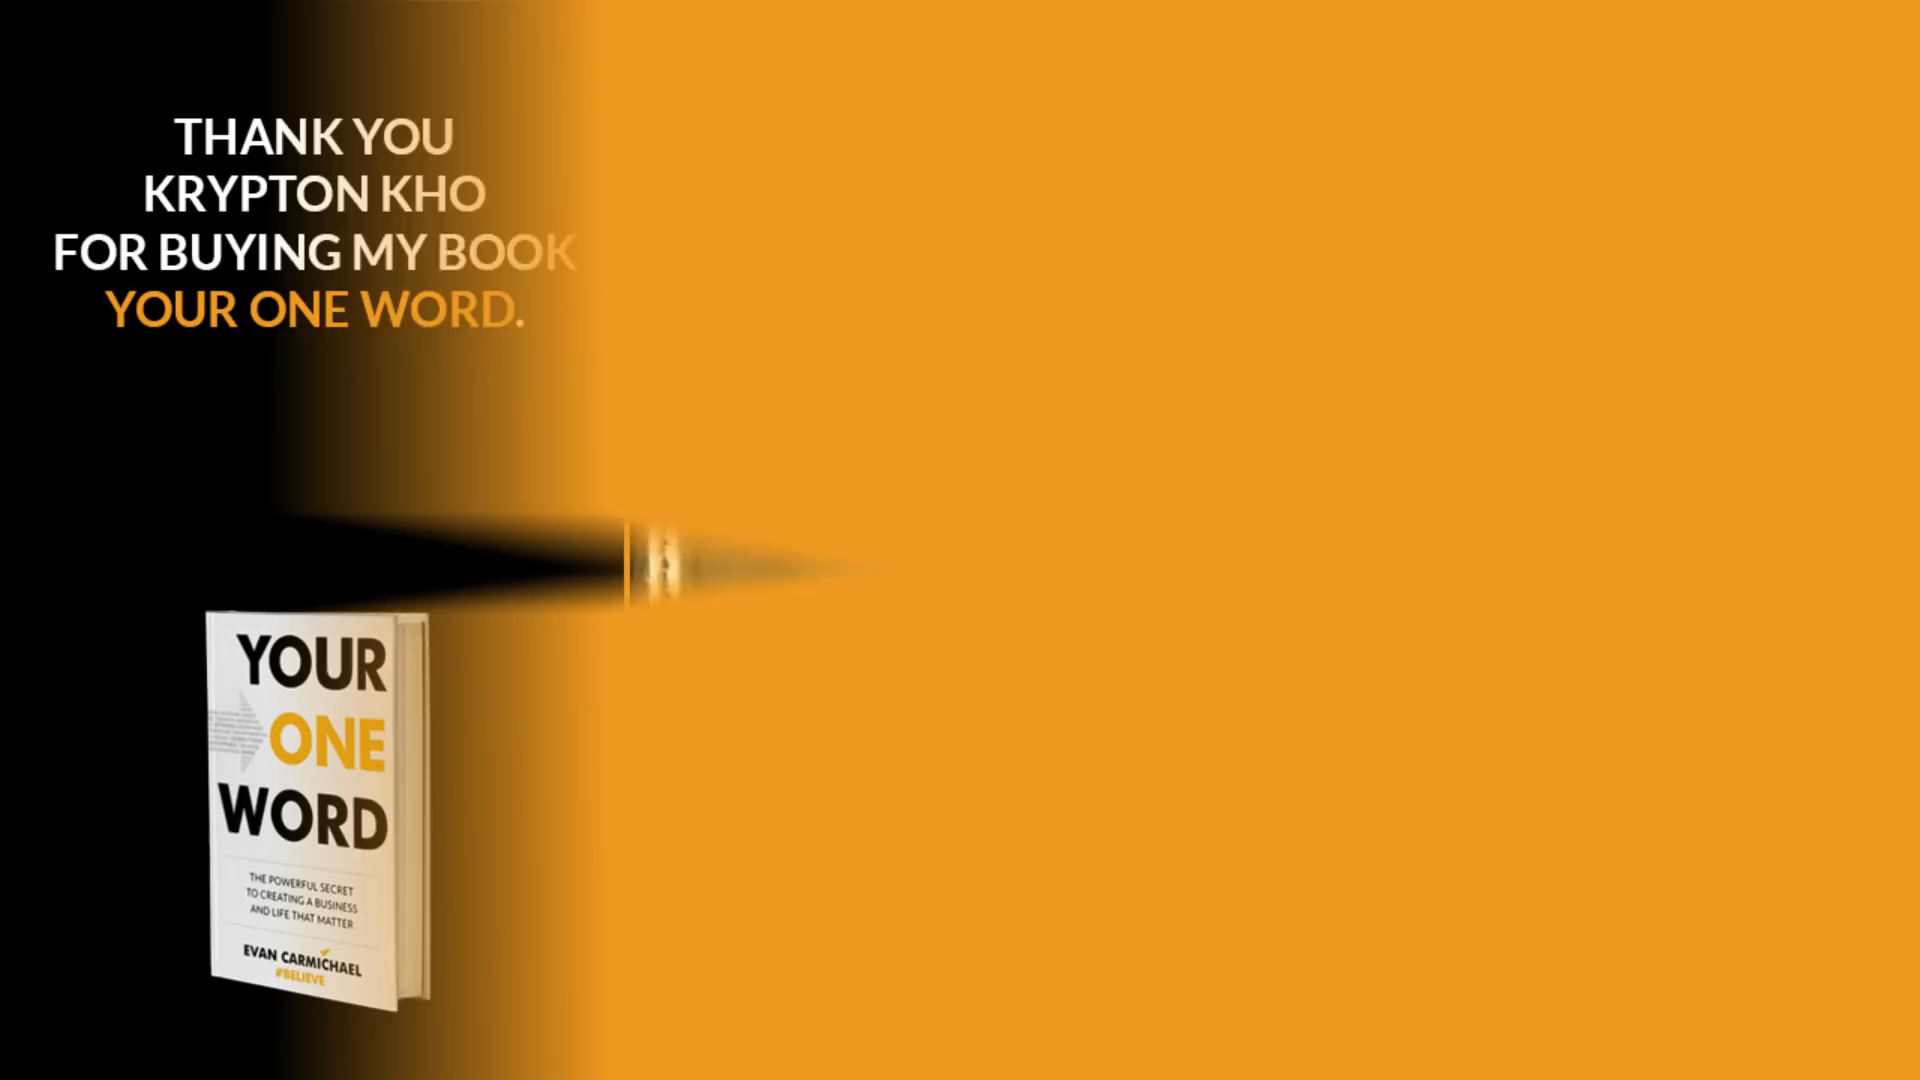 THANK YOU
KRYPTON KHO
FOR BUYING MY BOOK
YOUR ONE WORD.
YOUR
ONE
WORD
THE POWERFUL SECRET
TO CREATING A BUSINESS
AND LIFE THAT MATTER
EVAN CARMICHAEL
#BELIEVE